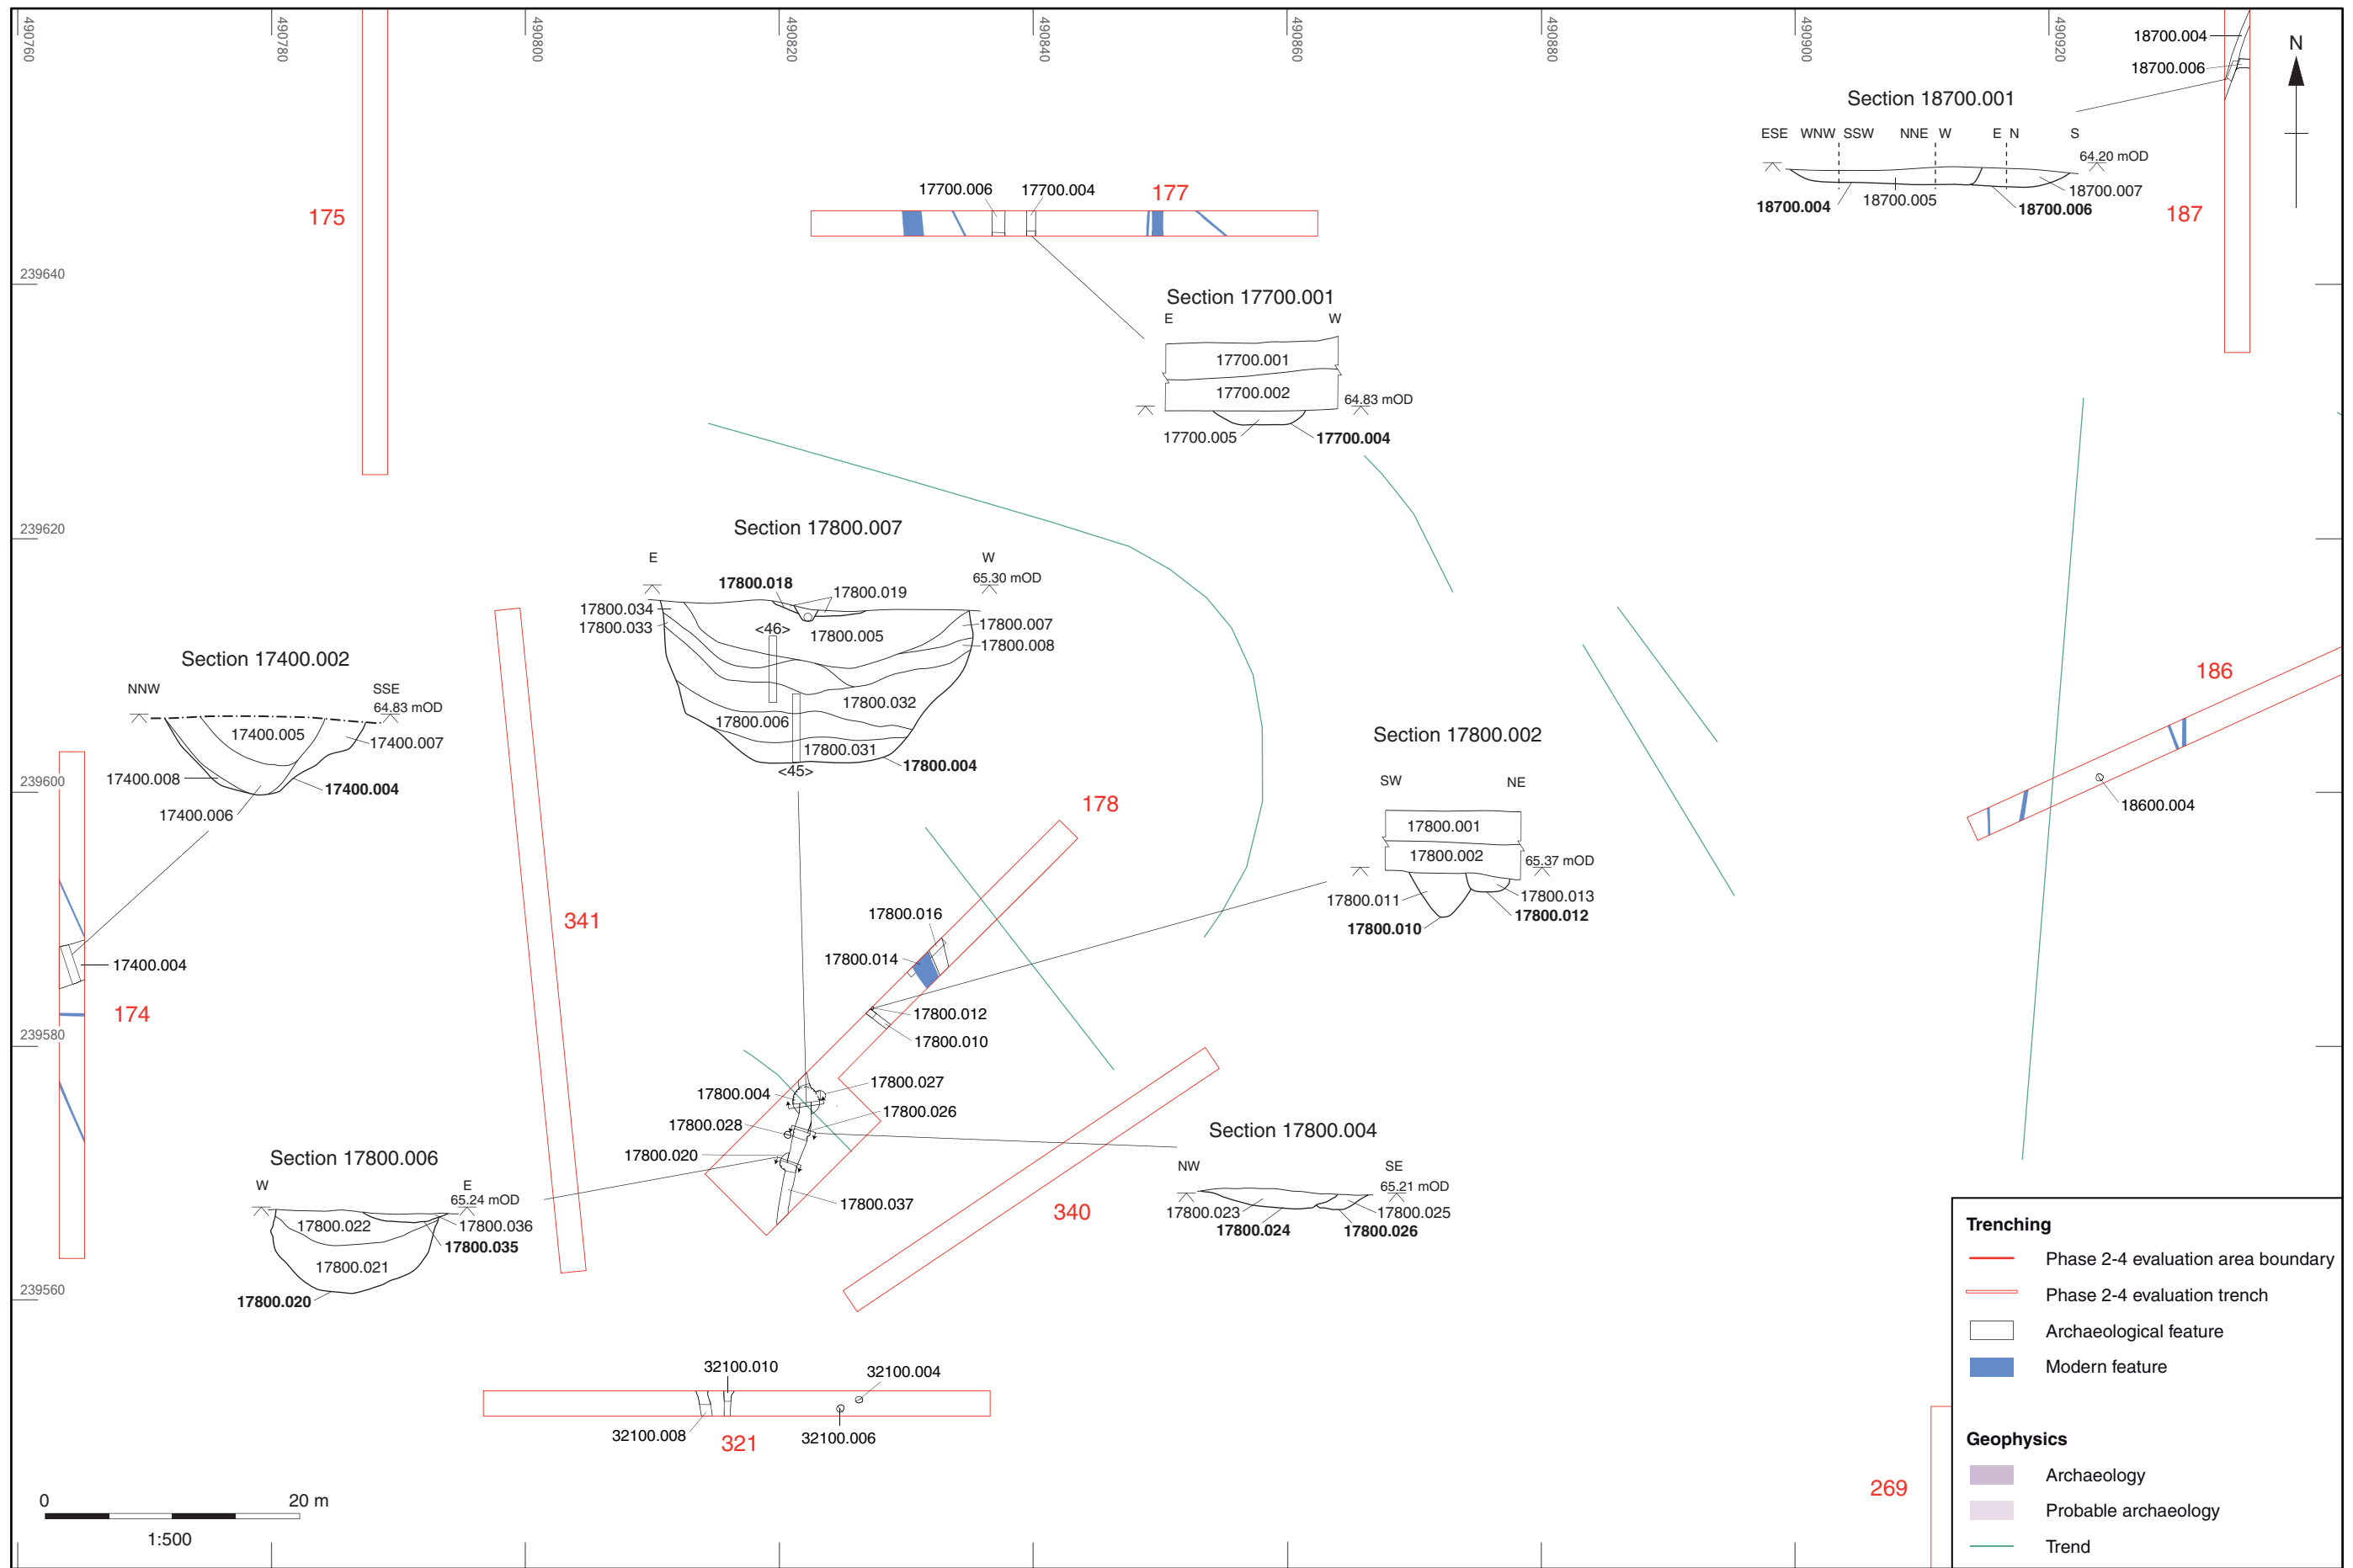 490760
490780
490800
490820
490840
490860
490880
490900
490920
N
18700.004
18700.006
Section 18700.001
ESE WNW SSW NNE W E N S
64.20 mOD
18700.007
18700.004
18700.005
18700.006
187
175
17700.006
17700.004
177
239640
Section 17700.001
E W
17700.001
17700.002
64.83 mOD
17700.005
17700.004
239620
Section 17800.007
E W
65.30 mOD
17800.018
17800.019
17800.034
17800.033
<46>
17800.005
17800.007
17800.008
17800.032
17800.006
17800.031
17800.004
<45>
Section 17400.002
NNW SSE
64.83 mOD
17400.005
17400.007
17400.008
17400.004
17400.006
186
18600.004
239600
Section 17800.002
SW NE
17800.001
17800.002
65.37 mOD
17800.011
17800.013
17800.012
17800.010
178
341
17800.016
17800.014
17800.012
17800.010
17400.004
174
239580
17800.004
17800.027
17800.026
17800.028
17800.020
17800.037
Section 17800.004
NW SE
65.21 mOD
17800.023
17800.025
17800.024
17800.026
340
Section 17800.006
W E
65.24 mOD
17800.022
17800.036
17800.035
17800.021
17800.020
239560
32100.010
32100.004
32100.008
32100.006
321
269
0 20 m
1:500
Trenching
Phase 2-4 evaluation area boundary
Phase 2-4 evaluation trench
Archaeological feature
Modern feature
Geophysics
Archaeology
Probable archaeology
Trend